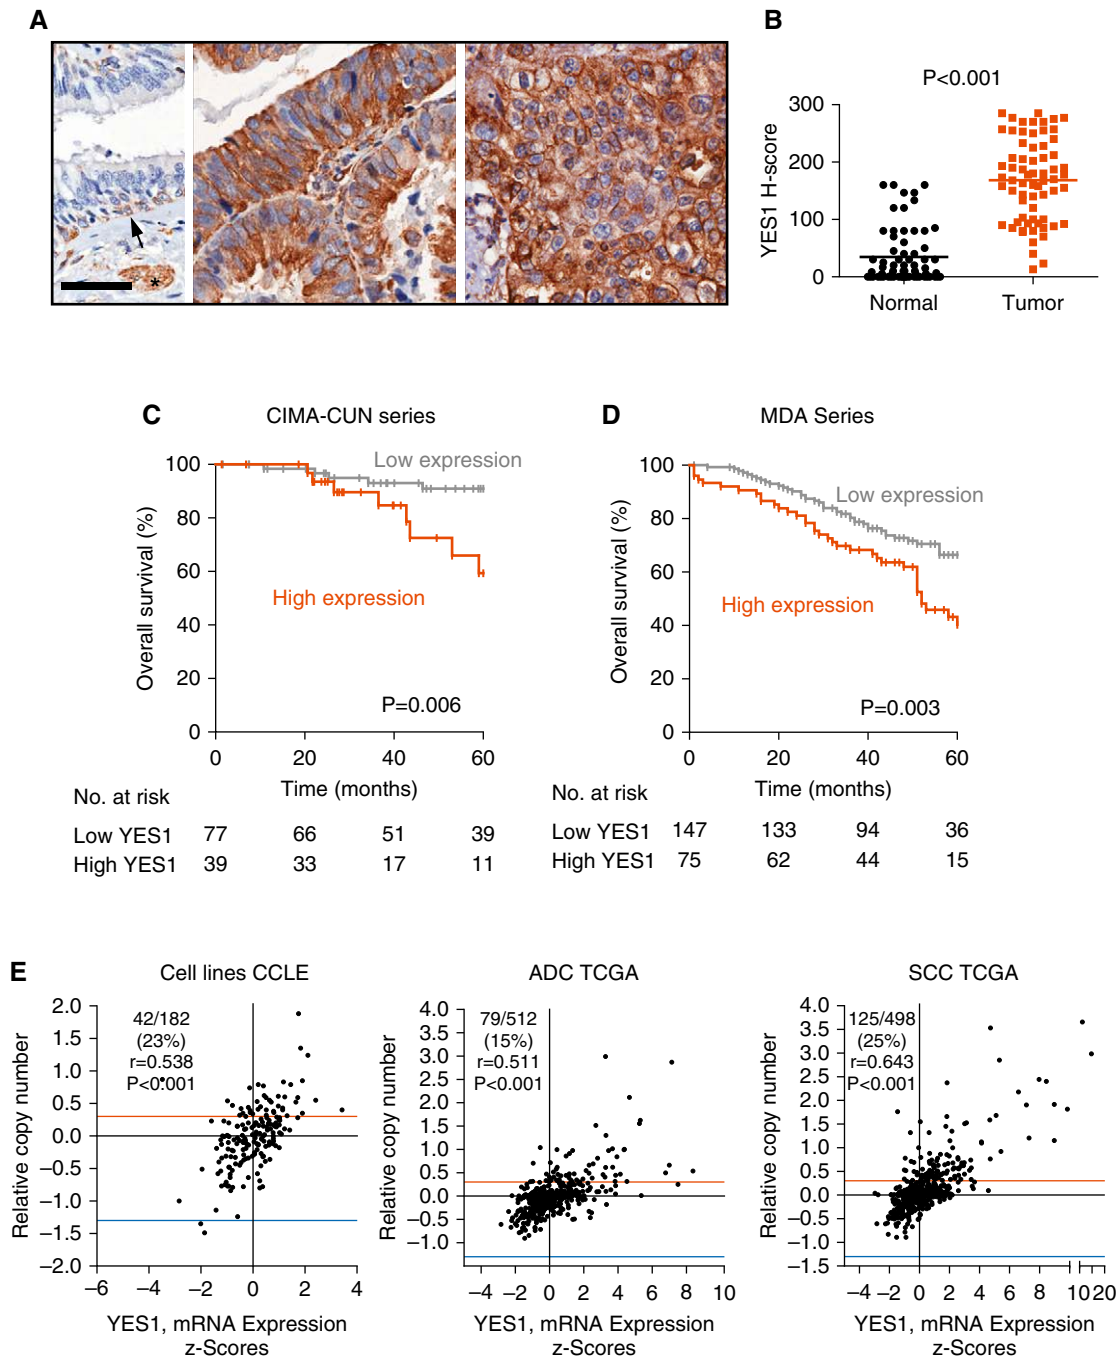 A
*
B
P<0.001
YES1 H-score
300
200
100
0
Normal
Tumor
C
CIMA-CUN series
Overall survival (%)
100
80
60
40
20
0
Low expression
High expression
P=0.006
0 20 40 60
Time (months)
No. at risk
Low YES1 77 66 51 39
High YES1 39 33 17 11
D
MDA Series
Overall survival (%)
100
80
60
40
20
0
Low expression
High expression
P=0.003
0 20 40 60
Time (months)
No. at risk
Low YES1 147 133 94 36
High YES1 75 62 44 15
E
Cell lines CCLE
Relative copy number
2.0
1.5
1.0
0.5
0.0
−0.5
−1.0
−1.5
−2.0
42/182
(23%)
r=0.538
P<0.001
−6 −4 −2 0 2 4
YES1, mRNA Expression
z-Scores
ADC TCGA
Relative copy number
4.0
3.0
2.0
1.5
1.0
0.5
0.0
−0.5
−1.0
79/512
(15%)
r=0.511
P<0.001
−4 −2 0 2 4 6 8 10
YES1, mRNA Expression
z-Scores
SCC TCGA
Relative copy number
4.0
3.5
3.0
2.5
2.0
1.5
1.0
0.5
0.0
−0.5
−1.0
−1.5
125/498
(25%)
r=0.643
P<0.001
−4 −2 0 2 4 6 8 10 10 20
YES1, mRNA Expression
z-Scores